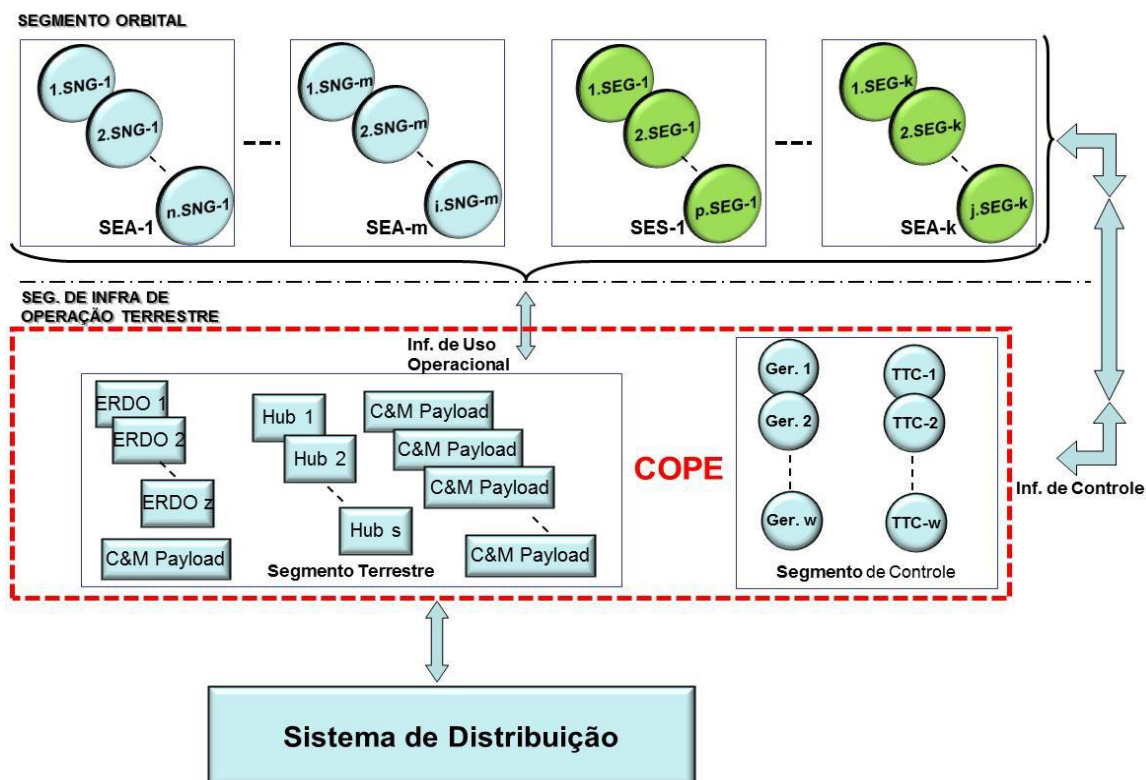 SEGMENTO ORBITAL
1.SNG-1
2.SNG-1
n.SNG-1
SEA-1
1.SNG-m
2.SNG-m
i.SNG-m
SEA-m
1.SEG-1
2.SEG-1
p.SEG-1
SES-1
1.SEG-k
2.SEG-k
j.SEG-k
SEA-k
SEG. DE INFRA DE
OPERAÇÃO TERRESTRE
Inf. de Uso
Operacional
ERDO 1
ERDO 2
ERDO z
C&M Payload
Hub 1
Hub 2
Hub s
C&M Payload
C&M Payload
C&M Payload
C&M Payload
Segmento Terrestre
COPE
Ger. 1
Ger. 2
Ger. w
TTC-1
TTC-2
TTC-w
Segmento de Controle
Inf. de Controle
Sistema de Distribuição